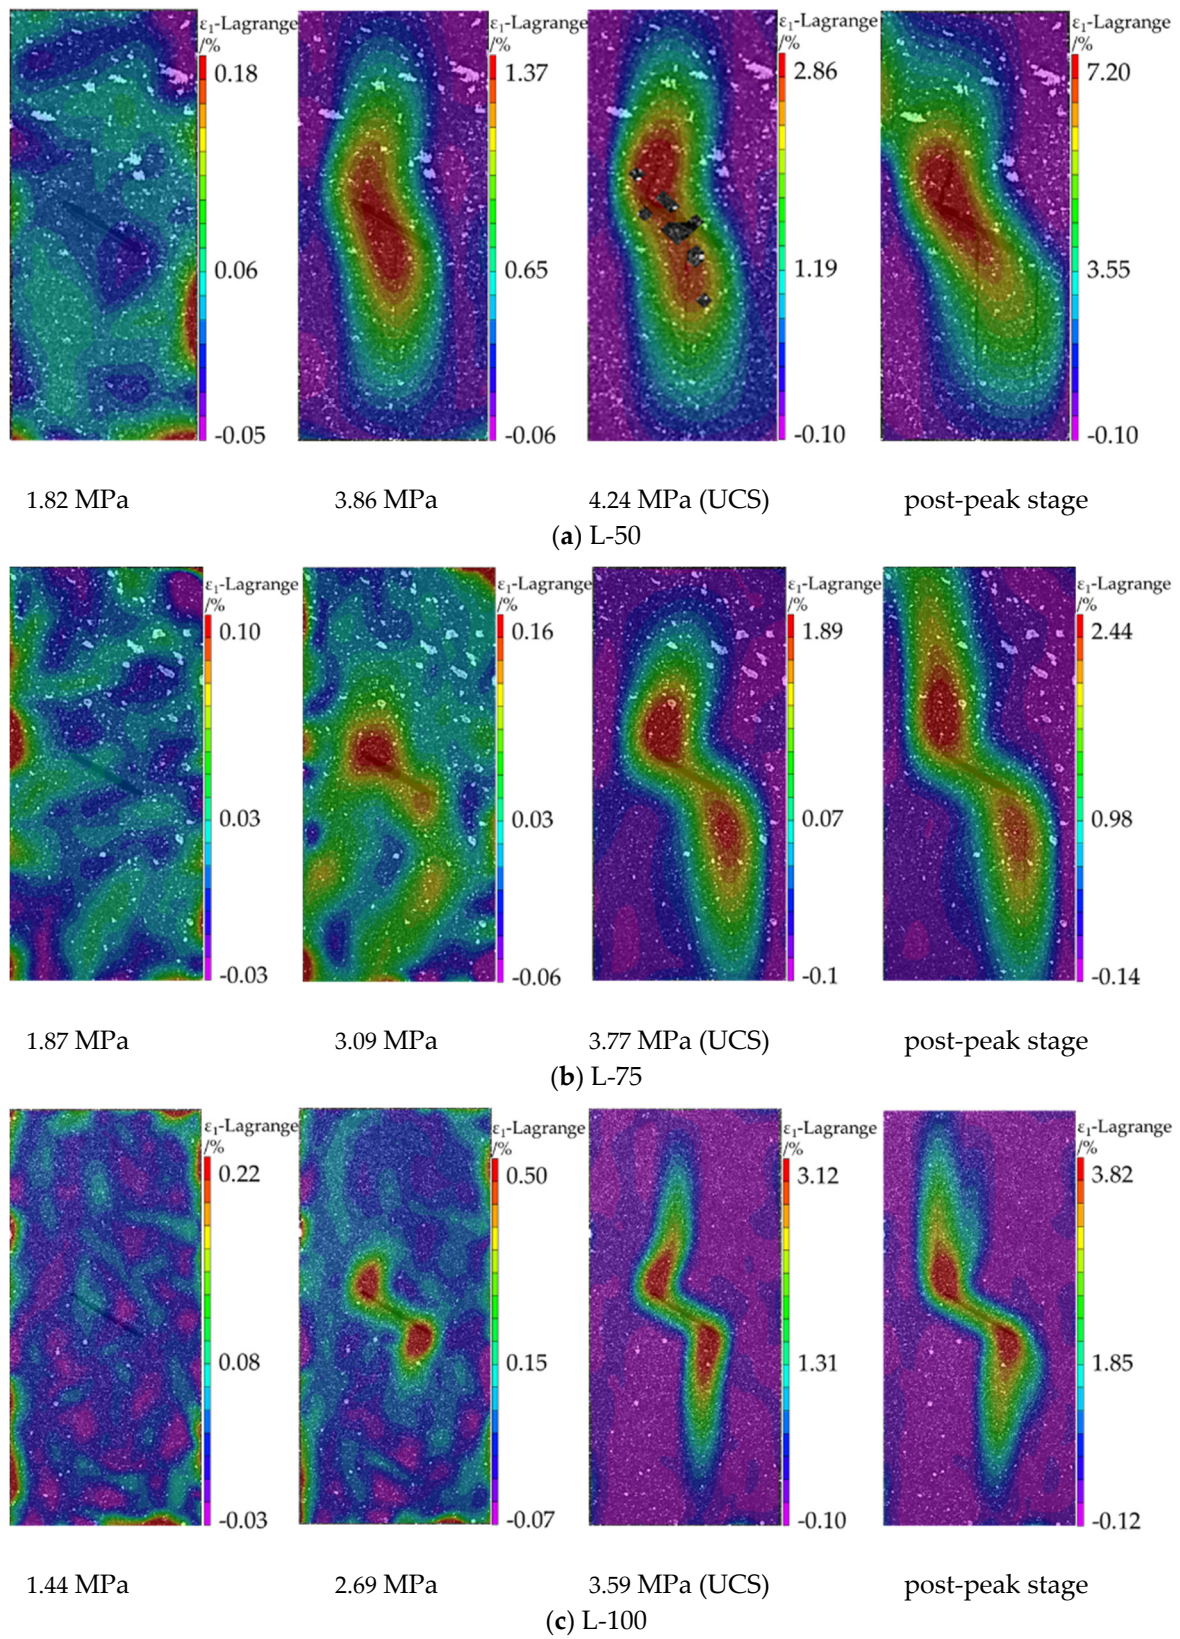 ε₁-Lagrange ε₁-Lagrange ε₁-Lagrange ε₁-Lagrange
/% /% /% /%
0.18 1.37 2.86 7.20
0.06 0.65 1.19 3.55
-0.05 -0.06 -0.10 -0.10
1.82 MPa 3.86 MPa 4.24 MPa (UCS) post-peak stage
(a) L-50
ε₁-Lagrange ε₁-Lagrange ε₁-Lagrange ε₁-Lagrange
/% /% /% /%
0.10 0.16 1.89 2.44
0.03 0.03 0.07 0.98
-0.03 -0.06 -0.1 -0.14
1.87 MPa 3.09 MPa 3.77 MPa (UCS) post-peak stage
(b) L-75
ε₁-Lagrange ε₁-Lagrange ε₁-Lagrange ε₁-Lagrange
/% /% /% /%
0.22 0.50 3.12 3.82
0.08 0.15 1.31 1.85
-0.03 -0.07 -0.10 -0.12
1.44 MPa 2.69 MPa 3.59 MPa (UCS) post-peak stage
(c) L-100